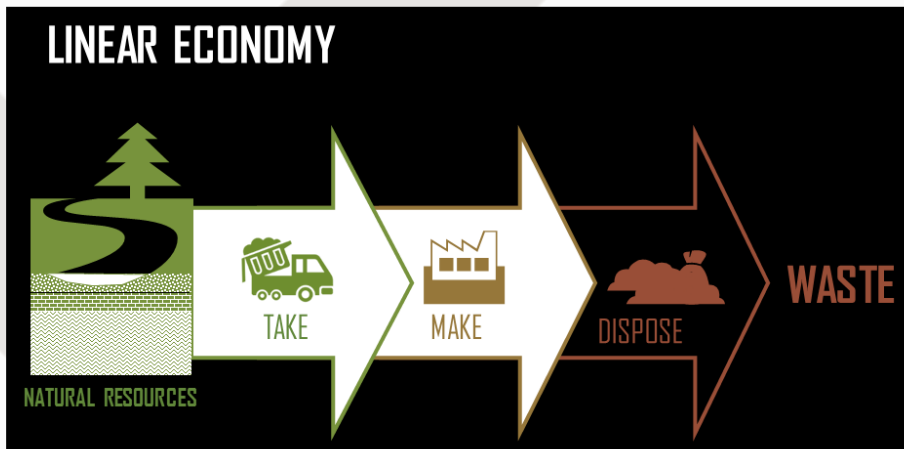 LINEAR ECONOMY
TAKE
MAKE
DISPOSE
WASTE
NATURAL RESOURCES